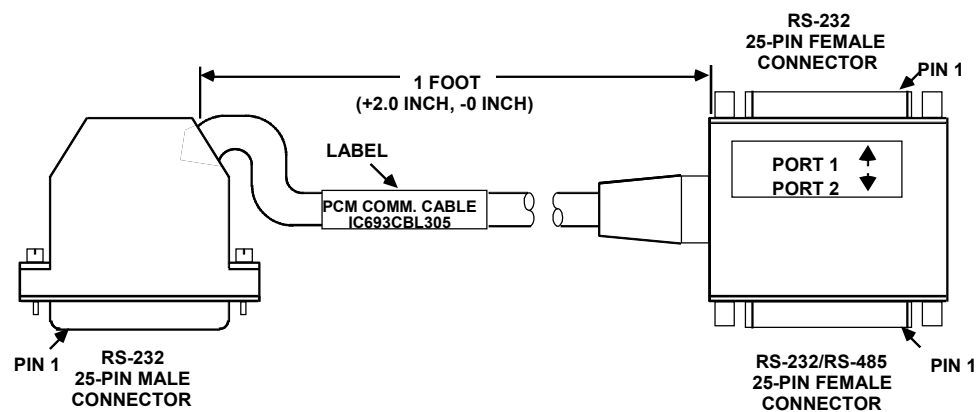 RS-232
25-PIN FEMALE
CONNECTOR
PIN 1
1 FOOT
(+2.0 INCH, -0 INCH)
LABEL
PORT 1
PORT 2
PCM COMM. CABLE
IC693CBL305
PIN 1
RS-232
25-PIN MALE
CONNECTOR
RS-232/RS-485
25-PIN FEMALE
CONNECTOR
PIN 1